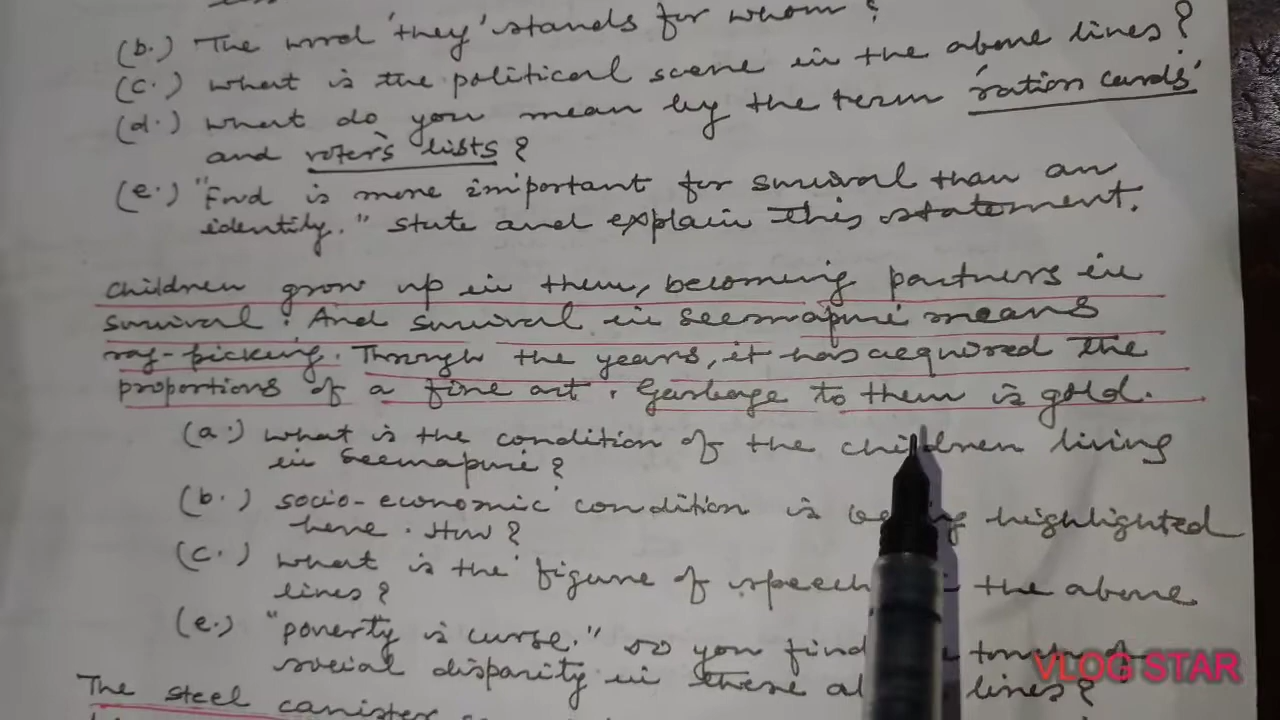 (b.) The word 'they' stands for whom?
(c.) what is the political scene in the above lines?
(d.) what do you mean by the term 'ration cards'
and voter's lists?
(e.) "Food is more important for survival than an
identity." State and explain this statement.
children grow up in them, becoming partners in
survival. And survival in Seemapuri means
rag-picking. Through the years, it has acquired the
proportions of a fine art. Garbage to them is gold.
(a.) what is the condition of the children living
in Seemapuri?
(b.) socio-economic condition is highlighted
here. How?
(c.) what is the figure of speech the above
lines?
(e.) "poverty is curse." so you find
social disparity in these lines?
VLOG STAR
The steel canister